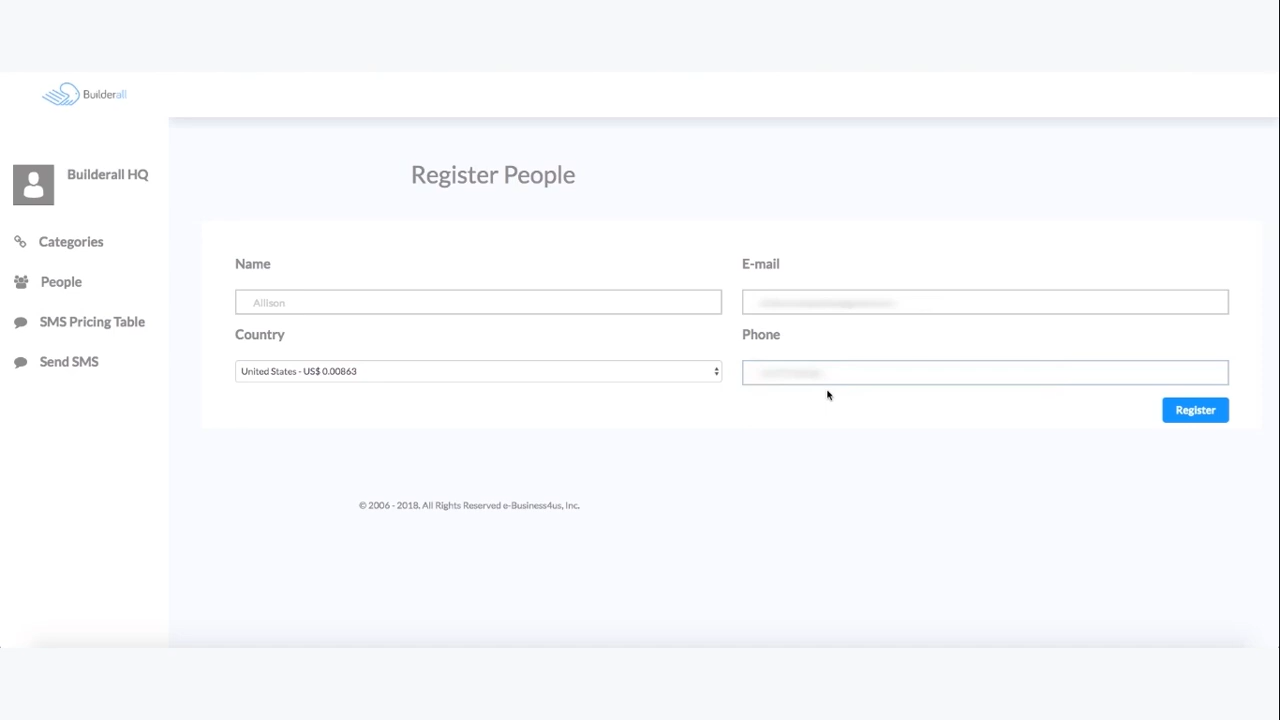 Builderall
Builderall HQ
Categories
People
SMS Pricing Table
Send SMS
Register People
Name
E-mail
Allison
Country
Phone
United States - US$ 0.00863
Register
© 2006 - 2018. All Rights Reserved e-Business4us, Inc.